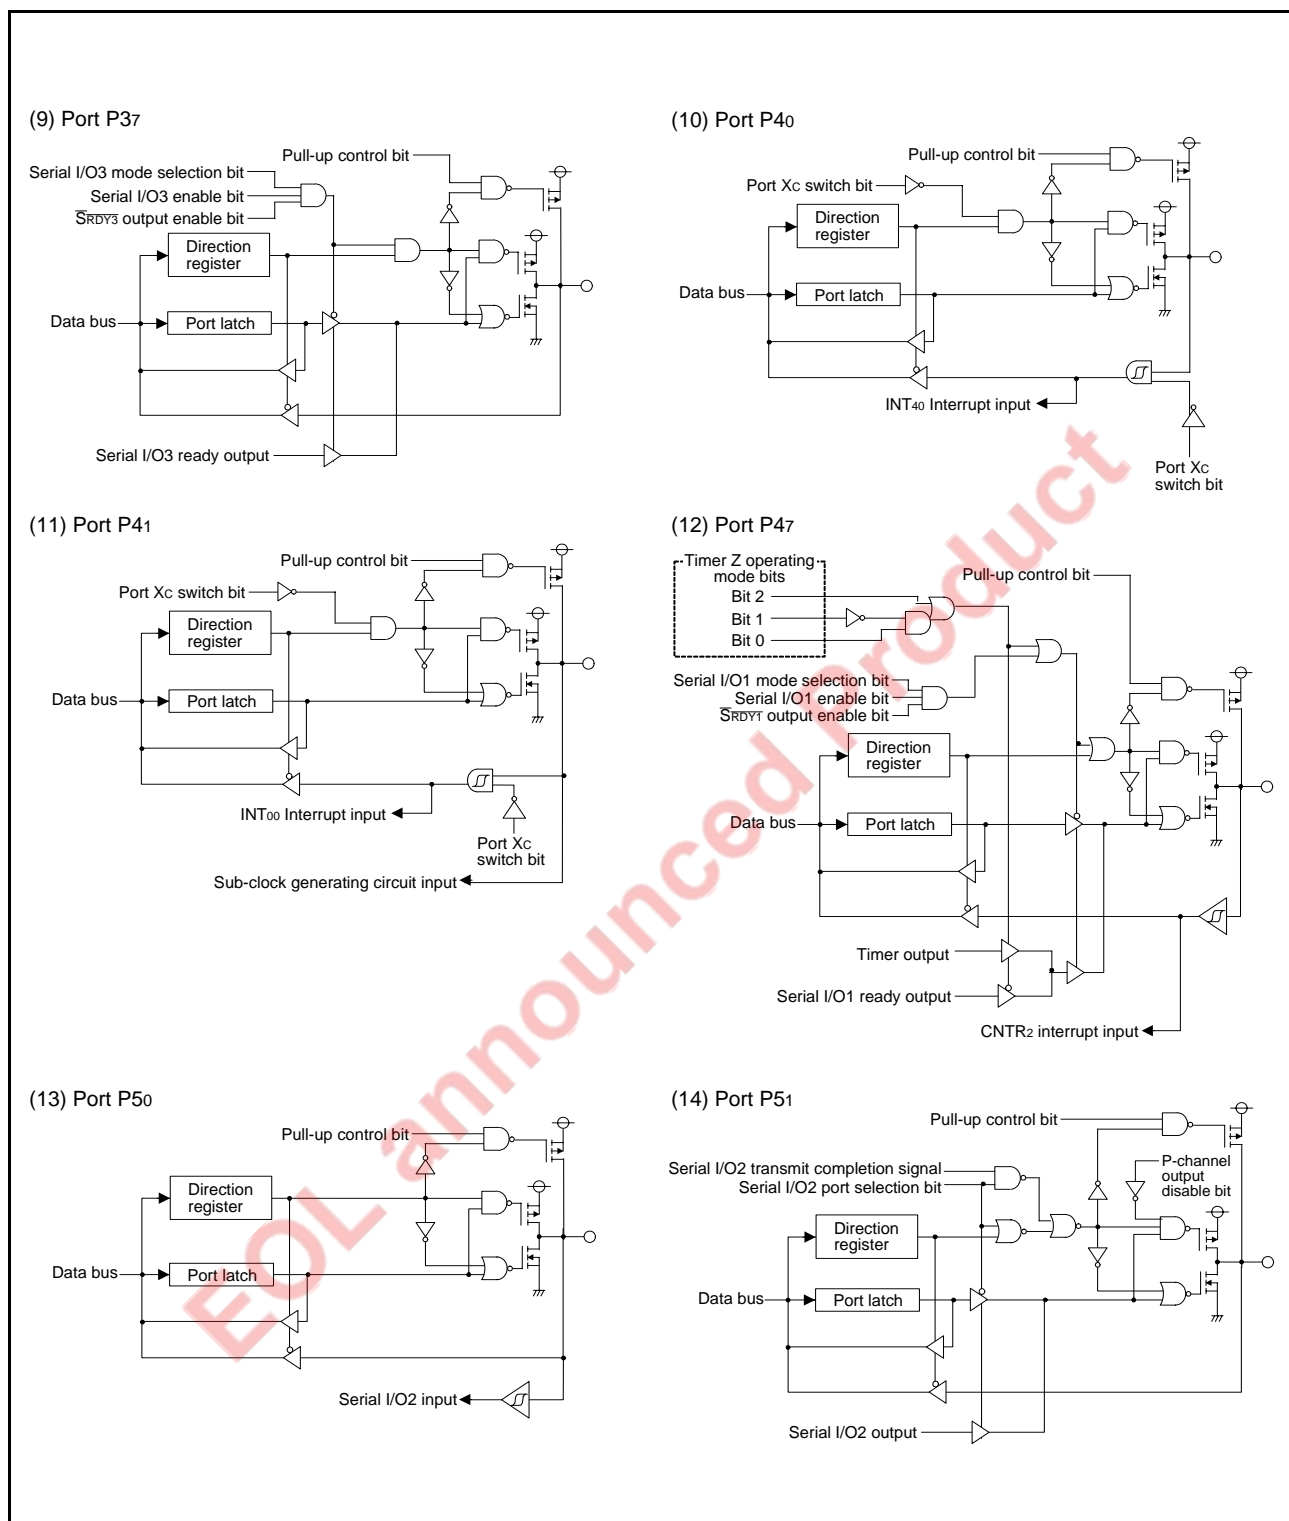 (9) Port P37
Pull-up control bit
Serial I/O3 mode selection bit
Serial I/O3 enable bit
SRDY3 output enable bit
Direction
register
Data bus
Port latch
Serial I/O3 ready output
(10) Port P40
Pull-up control bit
Port XC switch bit
Direction
register
Data bus
Port latch
INT40 Interrupt input
Port XC
switch bit
(11) Port P41
Pull-up control bit
Port XC switch bit
Direction
register
Data bus
Port latch
INT00 Interrupt input
Port XC
switch bit
Sub-clock generating circuit input
(12) Port P47
Timer Z operating
mode bits
Bit 2
Bit 1
Bit 0
Pull-up control bit
Serial I/O1 mode selection bit
Serial I/O1 enable bit
SRDY1 output enable bit
Direction
register
Data bus
Port latch
Timer output
Serial I/O1 ready output
CNTR2 interrupt input
(13) Port P50
Pull-up control bit
Direction
register
Data bus
Port latch
Serial I/O2 input
(14) Port P51
Pull-up control bit
Serial I/O2 transmit completion signal
Serial I/O2 port selection bit
P-channel
output
disable bit
Direction
register
Data bus
Port latch
Serial I/O2 output
EOL announced Product